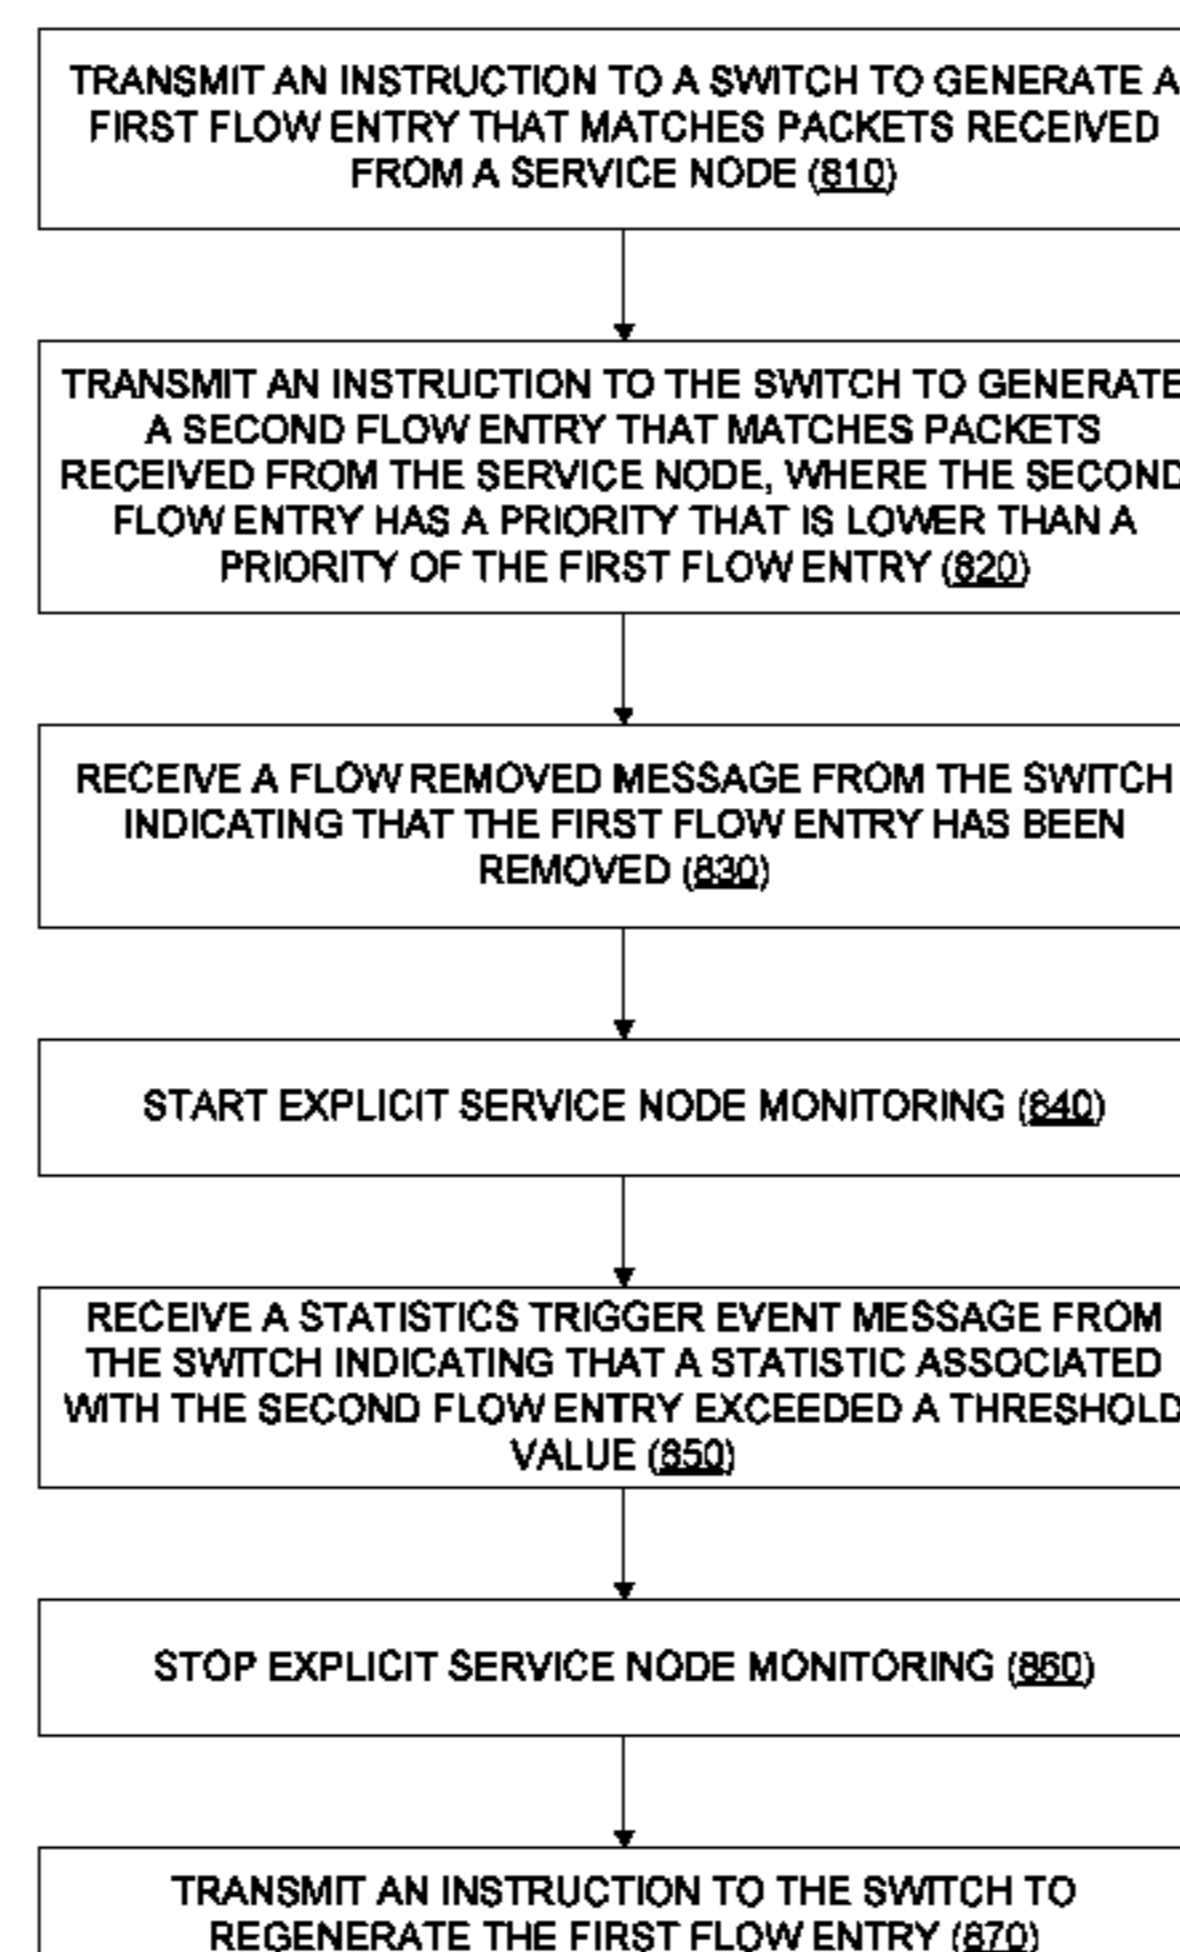 TRANSMIT AN INSTRUCTION TO A SWITCH TO GENERATE A
FIRST FLOW ENTRY THAT MATCHES PACKETS RECEIVED
FROM A SERVICE NODE (810)
TRANSMIT AN INSTRUCTION TO THE SWITCH TO GENERATE
A SECOND FLOW ENTRY THAT MATCHES PACKETS
RECEIVED FROM THE SERVICE NODE, WHERE THE SECOND
FLOW ENTRY HAS A PRIORITY THAT IS LOWER THAN A
PRIORITY OF THE FIRST FLOW ENTRY (820)
RECEIVE A FLOW REMOVED MESSAGE FROM THE SWITCH
INDICATING THAT THE FIRST FLOW ENTRY HAS BEEN
REMOVED (830)
START EXPLICIT SERVICE NODE MONITORING (840)
RECEIVE A STATISTICS TRIGGER EVENT MESSAGE FROM
THE SWITCH INDICATING THAT A STATISTIC ASSOCIATED
WITH THE SECOND FLOW ENTRY EXCEEDED A THRESHOLD
VALUE (850)
STOP EXPLICIT SERVICE NODE MONITORING (860)
TRANSMIT AN INSTRUCTION TO THE SWITCH TO
REGENERATE THE FIRST FLOW ENTRY (870)